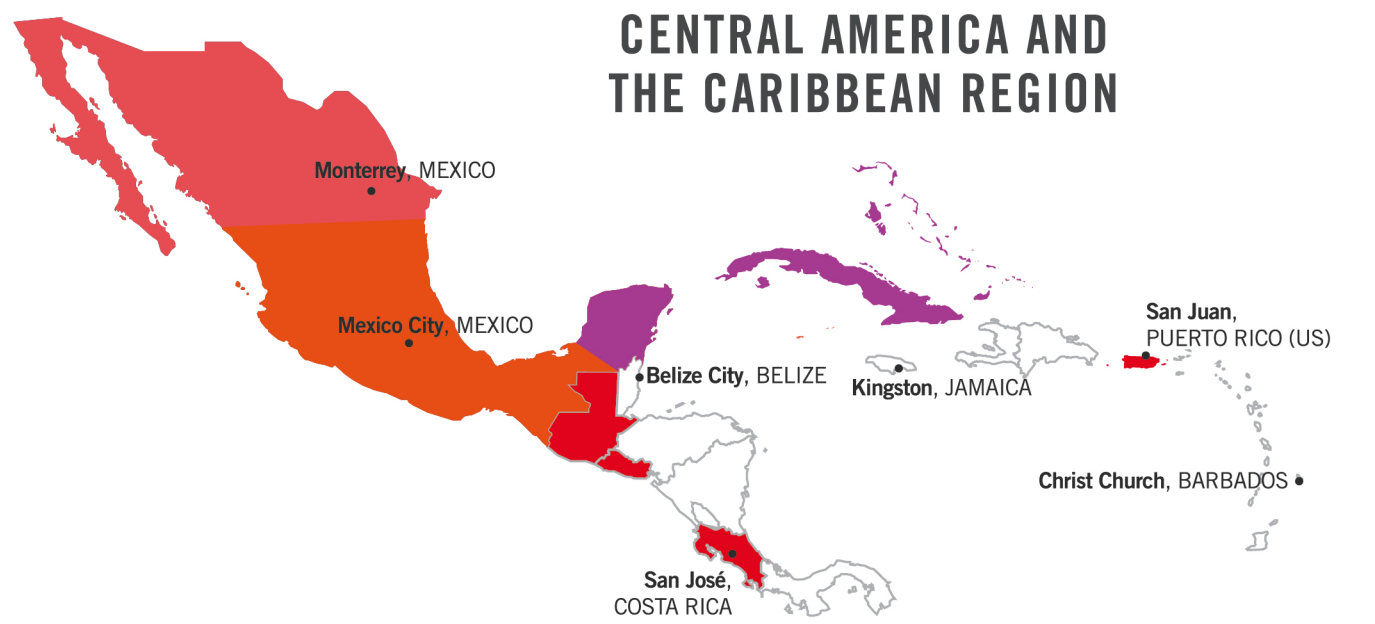 CENTRAL AMERICA AND
THE CARIBBEAN REGION
Monterrey, MEXICO
Mexico City, MEXICO
San Juan,
PUERTO RICO (US)
Belize City, BELIZE
Kingston, JAMAICA
Christ Church, BARBADOS
San José,
COSTA RICA